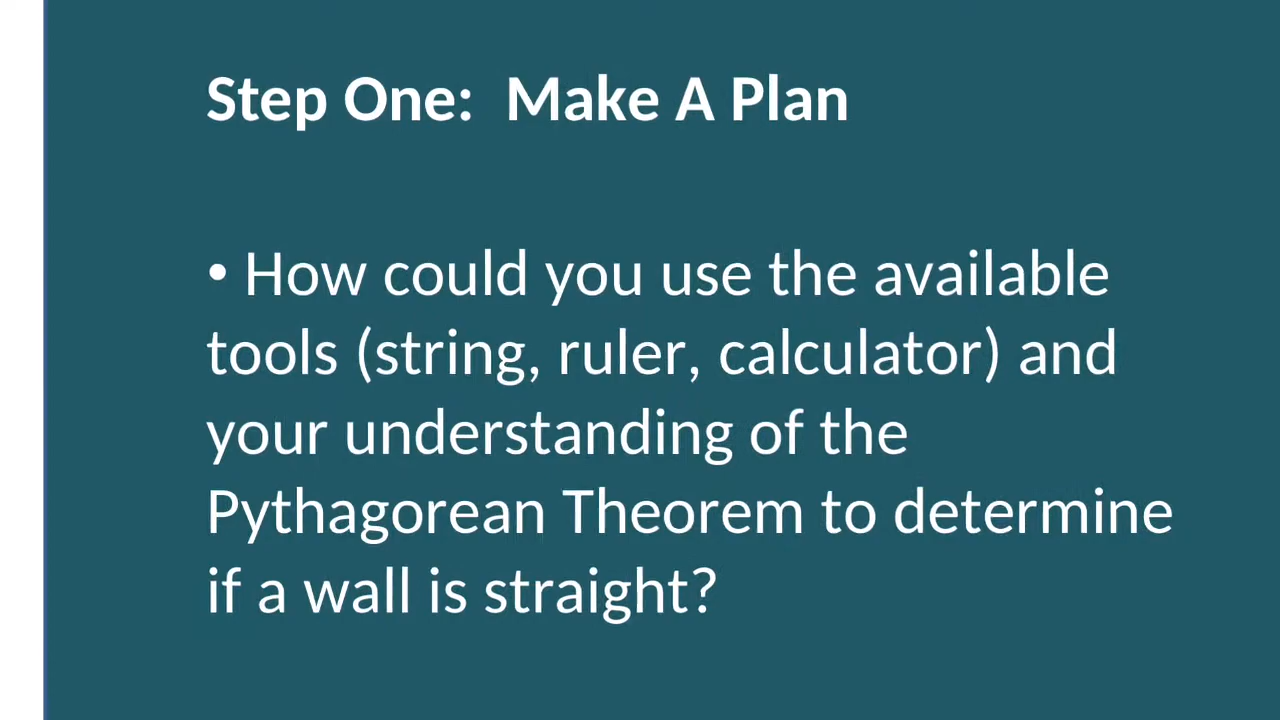 Step One:  Make A Plan
• How could you use the available
tools (string, ruler, calculator) and
your understanding of the
Pythagorean Theorem to determine
if a wall is straight?